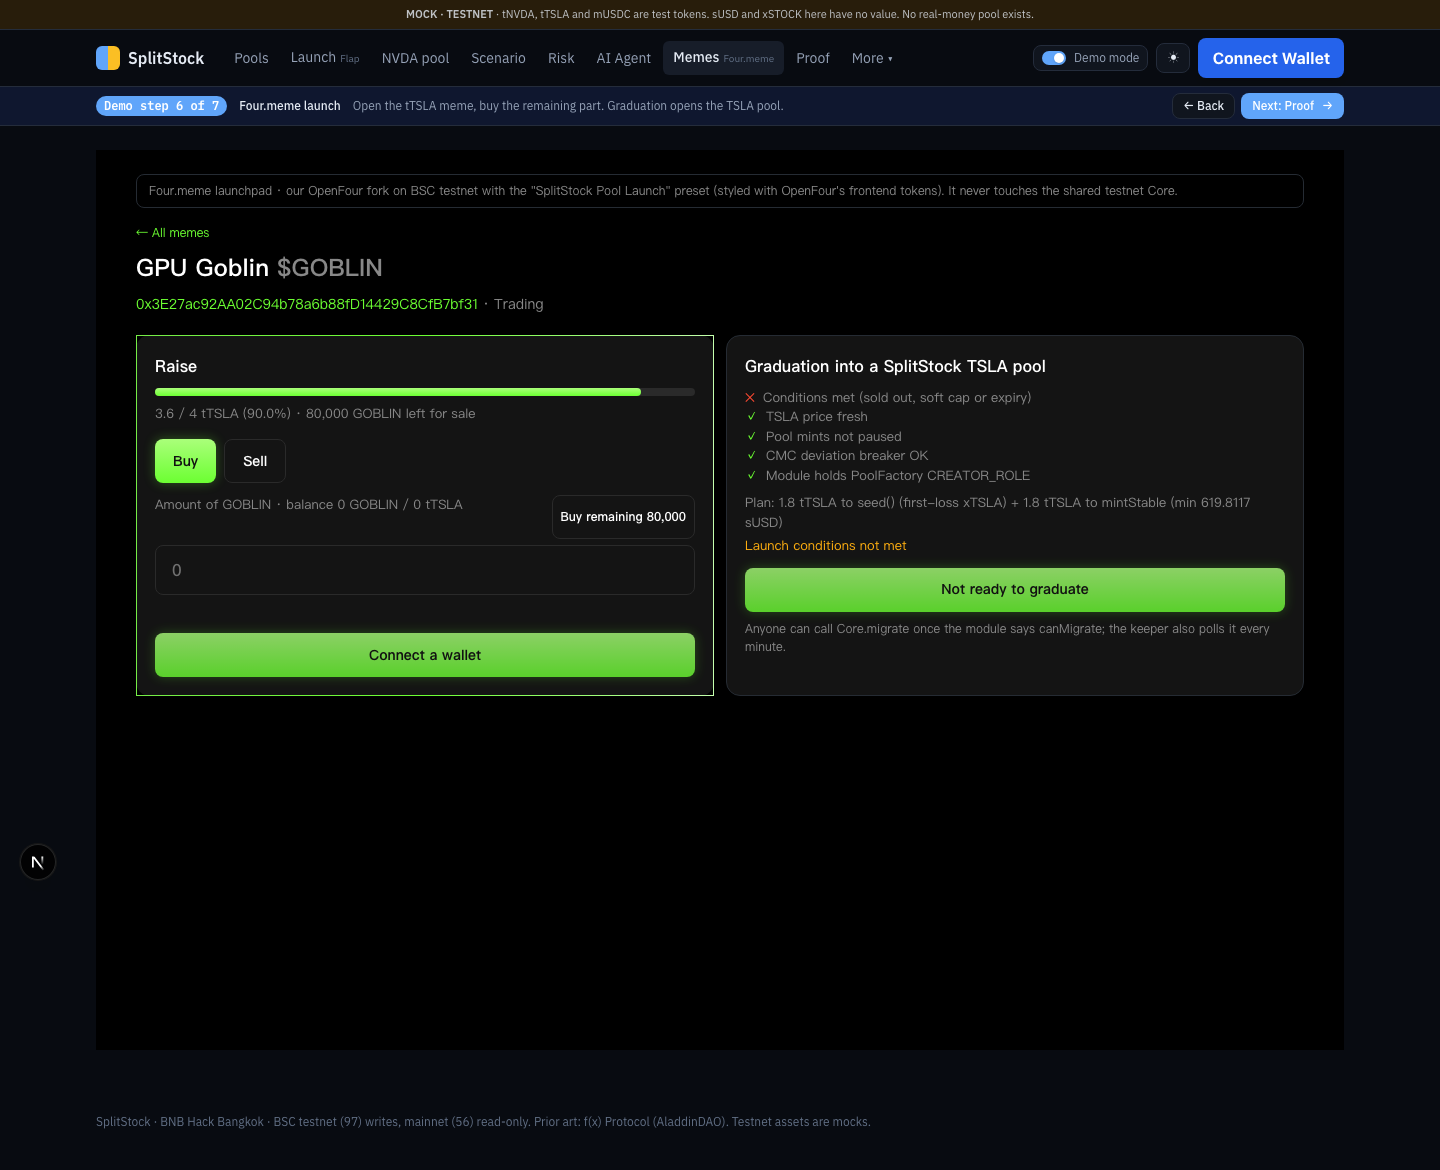 MOCK · TESTNET · tNVDA, tTSLA and mUSDC are test tokens. sUSD and xSTOCK here have no value. No real-money pool exists.
SplitStock Pools Launch Flap NVDA pool Scenario Risk AI Agent Memes Four.meme Proof More ▾ Demo mode ☀ Connect Wallet
Demo step 6 of 7 Four.meme launch Open the tTSLA meme, buy the remaining part. Graduation opens the TSLA pool. ← Back Next: Proof →
Four.meme launchpad · our OpenFour fork on BSC testnet with the "SplitStock Pool Launch" preset (styled with OpenFour's frontend tokens). It never touches the shared testnet Core.
← All memes
GPU Goblin $GOBLIN
0x3E27ac92AA02C94b78a6b88fD14429C8CfB7bf31 · Trading
Raise
3.6 / 4 tTSLA (90.0%) · 80,000 GOBLIN left for sale
Buy Sell
Amount of GOBLIN · balance 0 GOBLIN / 0 tTSLA
Buy remaining 80,000
0
Connect a wallet
Graduation into a SplitStock TSLA pool
✕ Conditions met (sold out, soft cap or expiry)
✓ TSLA price fresh
✓ Pool mints not paused
✓ CMC deviation breaker OK
✓ Module holds PoolFactory CREATOR_ROLE
Plan: 1.8 tTSLA to seed() (first-loss xTSLA) + 1.8 tTSLA to mintStable (min 619.8117
sUSD)
Launch conditions not met
Not ready to graduate
Anyone can call Core.migrate once the module says canMigrate; the keeper also polls it every
minute.
N
SplitStock · BNB Hack Bangkok · BSC testnet (97) writes, mainnet (56) read-only. Prior art: f(x) Protocol (AladdinDAO). Testnet assets are mocks.